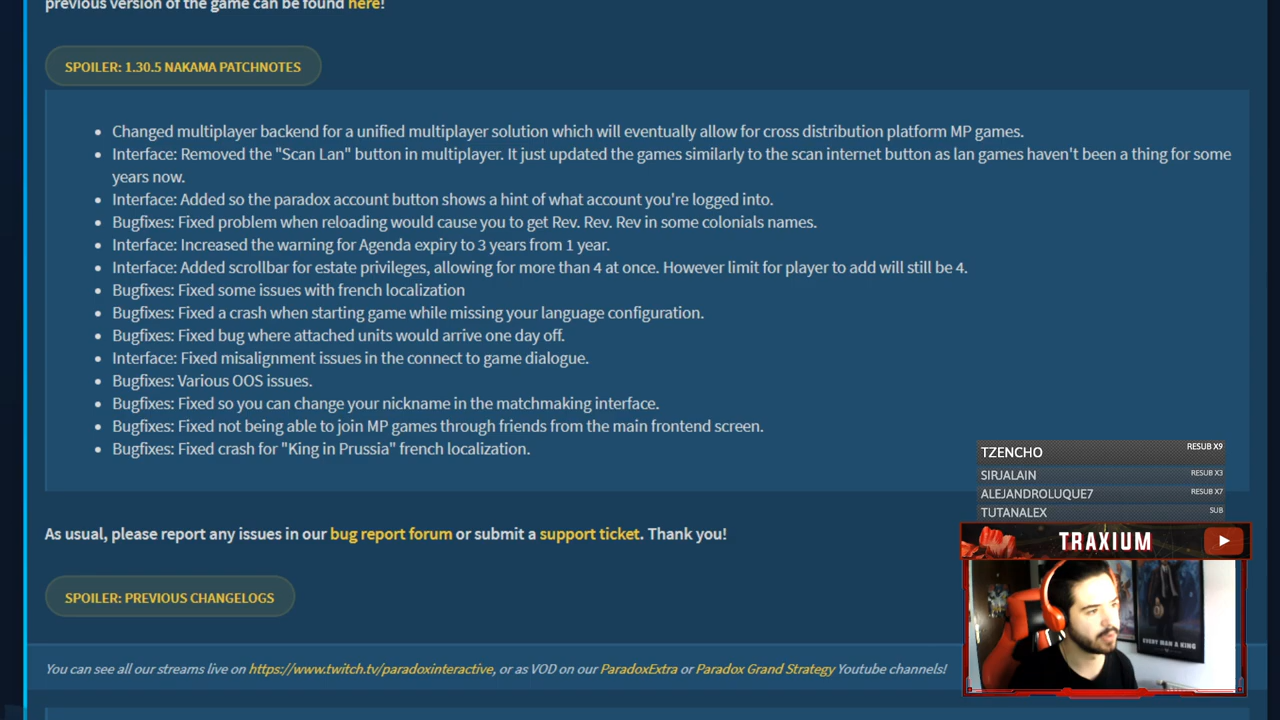 previous version of the game can be found here!
SPOILER: 1.30.5 NAKAMA PATCHNOTES
• Changed multiplayer backend for a unified multiplayer solution which will eventually allow for cross distribution platform MP games.
• Interface: Removed the "Scan Lan" button in multiplayer. It just updated the games similarly to the scan internet button as lan games haven't been a thing for some
years now.
• Interface: Added so the paradox account button shows a hint of what account you're logged into.
• Bugfixes: Fixed problem when reloading would cause you to get Rev. Rev. Rev in some colonials names.
• Interface: Increased the warning for Agenda expiry to 3 years from 1 year.
• Interface: Added scrollbar for estate privileges, allowing for more than 4 at once. However limit for player to add will still be 4.
• Bugfixes: Fixed some issues with french localization
• Bugfixes: Fixed a crash when starting game while missing your language configuration.
• Bugfixes: Fixed bug where attached units would arrive one day off.
• Interface: Fixed misalignment issues in the connect to game dialogue.
• Bugfixes: Various OOS issues.
• Bugfixes: Fixed so you can change your nickname in the matchmaking interface.
• Bugfixes: Fixed not being able to join MP games through friends from the main frontend screen.
• Bugfixes: Fixed crash for "King in Prussia" french localization.
TZENCHO RESUB X9
SIRJALAIN RESUB X3
ALEJANDROLUQUE7 RESUB X7
TUTANALEX SUB
TRAXIUM
EVERY MAN A KING
As usual, please report any issues in our bug report forum or submit a support ticket. Thank you!
SPOILER: PREVIOUS CHANGELOGS
You can see all our streams live on https://www.twitch.tv/paradoxinteractive, or as VOD on our ParadoxExtra or Paradox Grand Strategy Youtube channels!